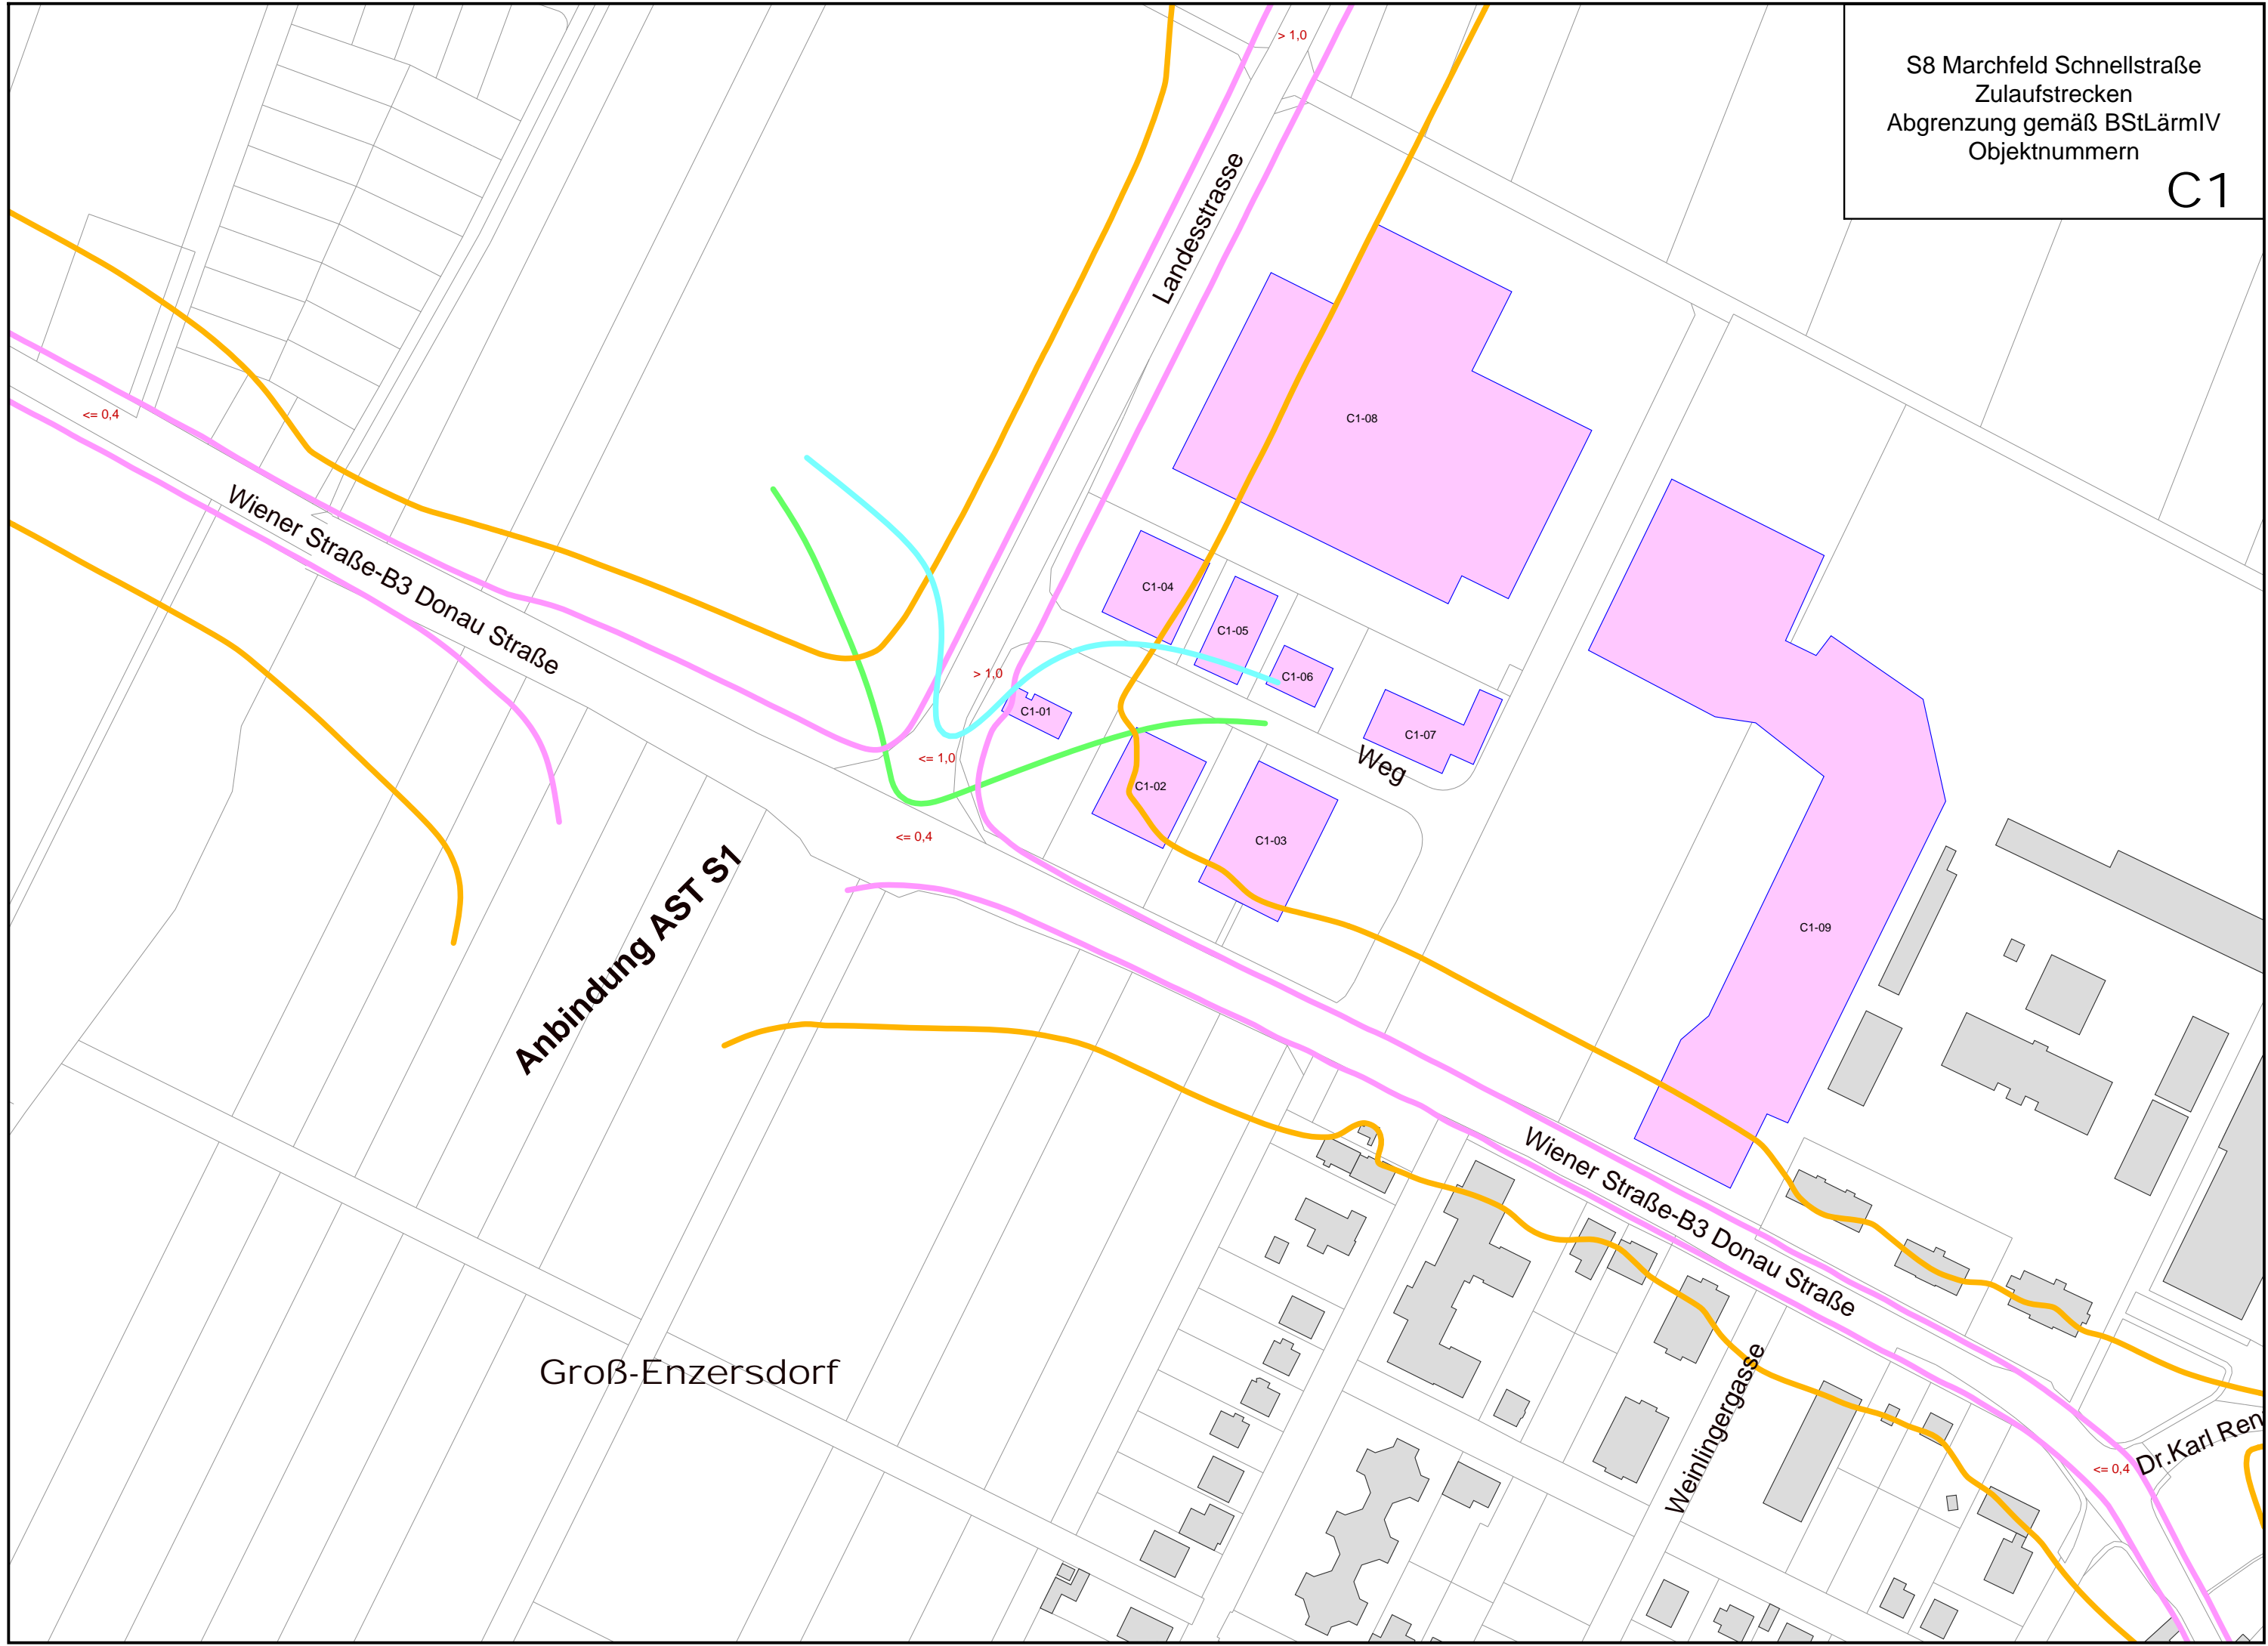 S8 Marchfeld Schnellstraße
Zulaufstrecken
Abgrenzung gemäß BStLärmIV
Objektnummern
C1
> 1,0
Landesstrasse
<= 0,4
C1-08
Wiener Straße-B3 Donau Straße
C1-04
C1-05
> 1,0
C1-06
C1-01
C1-07
<= 1,0
Weg
C1-02
<= 0,4
C1-03
Anbindung AST S1
C1-09
Wiener Straße-B3 Donau Straße
Groß-Enzersdorf
Weinlingergasse
<= 0,4
Dr.Karl Ren